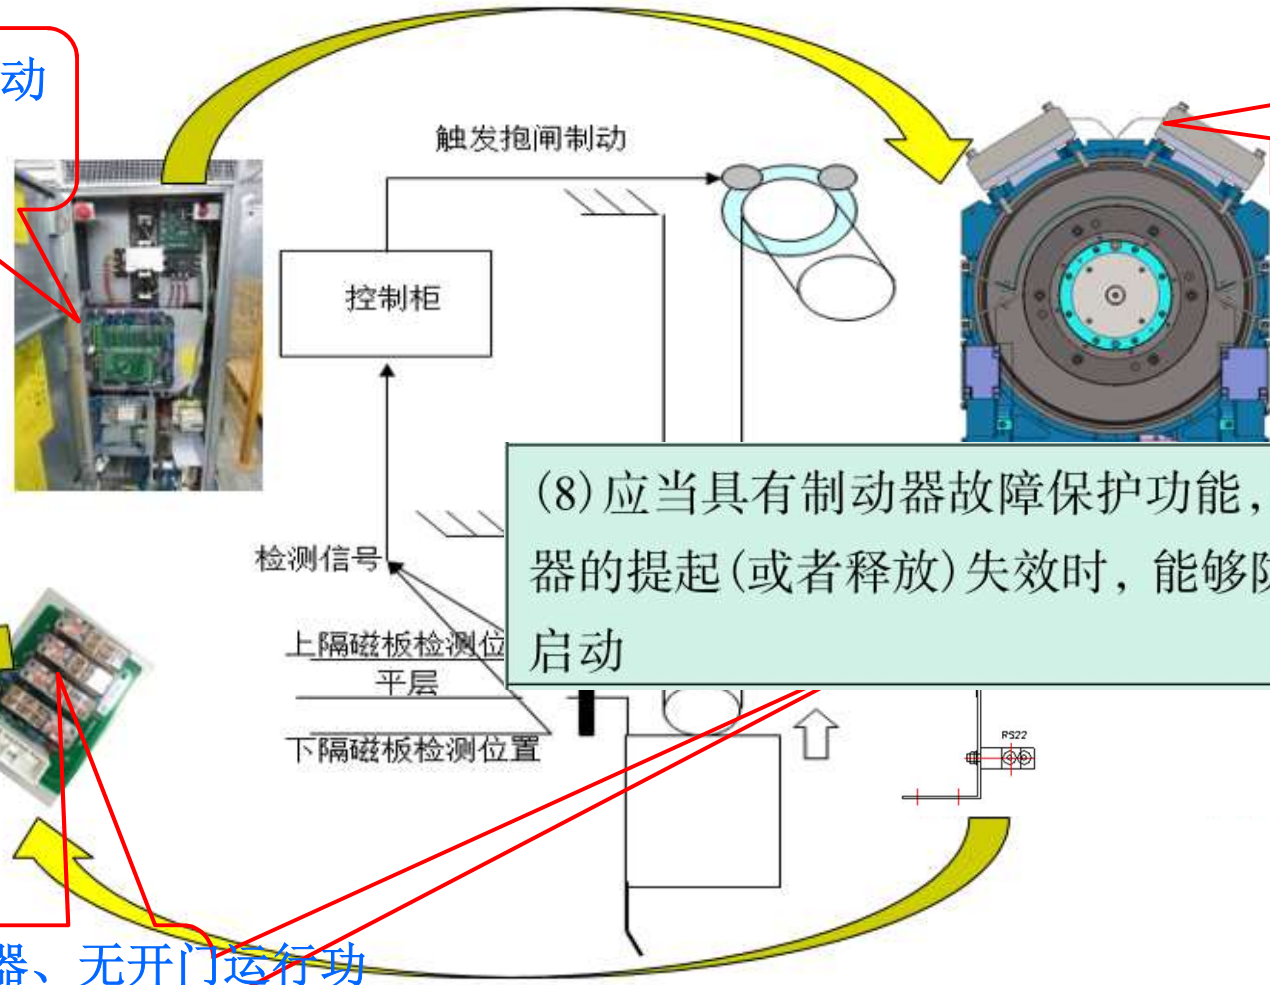 动
触发抱闸制动
控制柜
(8)应当具有制动器故障保护功能，
器的提起(或者释放)失效时，能够防
启动
检测信号
上隔磁板检测位
平层
下隔磁板检测位置
RS22
器、无开门运行功